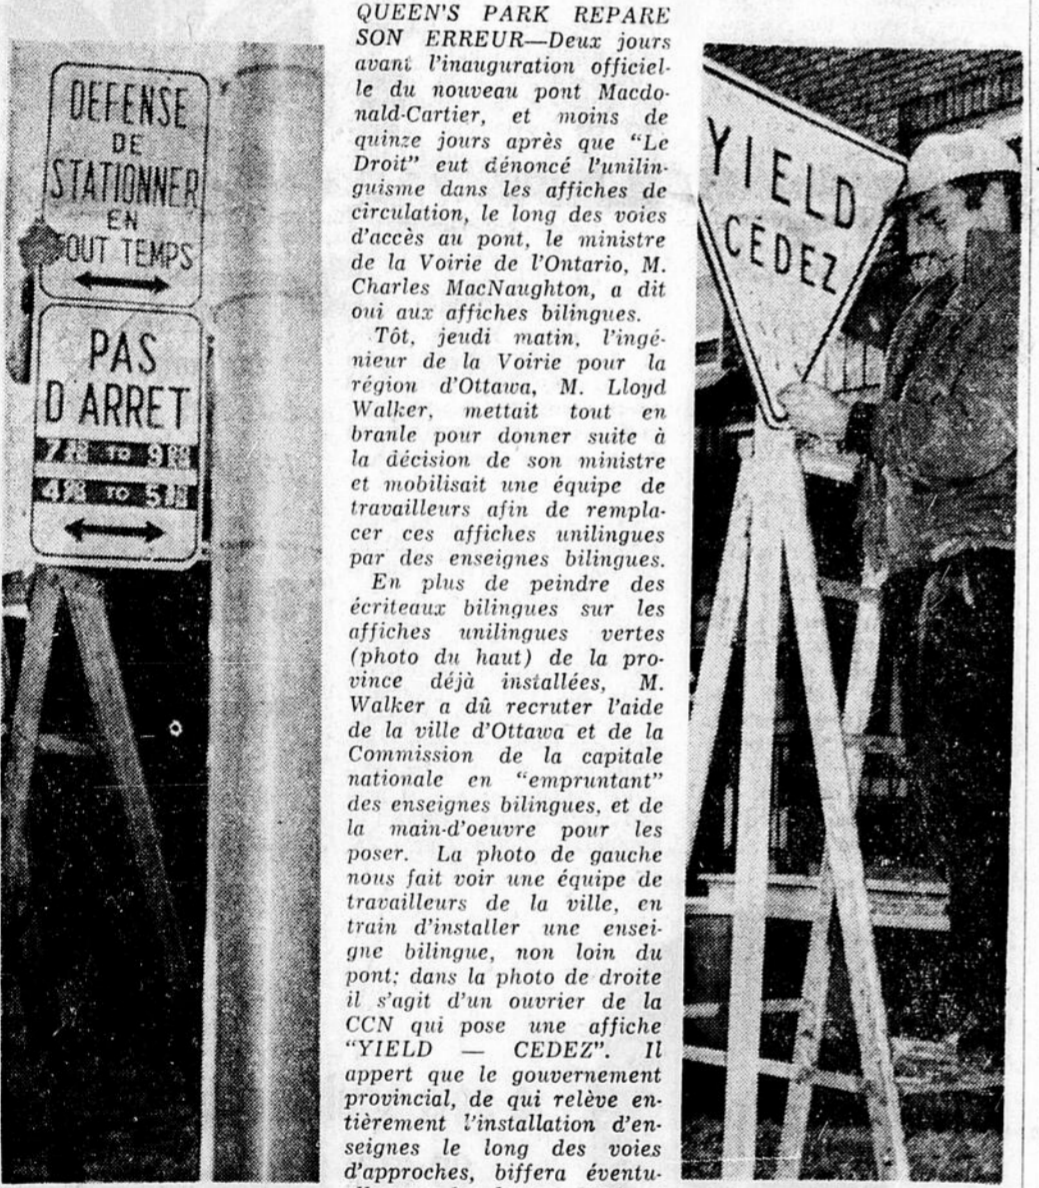 DEFENSE
DE
STATIONNER
EN
TOUT TEMPS
PAS
D'ARRET
TO
TO
QUEEN'S PARK REPARE
SON ERREUR—Deux jours
avant l'inauguration officiel-
le du nouveau pont Macdo-
nald-Cartier, et moins de
quinze jours après que "Le
Droit" eut dénoncé l'unilin-
guisme dans les affiches de
circulation, le long des voies
d'accès au pont, le ministre
de la Voirie de l'Ontario, M.
Charles MacNaughton, a dit
oui aux affiches bilingues.
Tôt, jeudi matin, l'ingé-
nieur de la Voirie pour la
région d'Ottawa, M. Lloyd
Walker, mettait tout en
branle pour donner suite à
la décision de son ministre
et mobilisait une équipe de
travailleurs afin de rempla-
cer ces affiches unilingues
par des enseignes bilingues.
En plus de peindre des
écriteaux bilingues sur les
affiches unilingues vertes
(photo du haut) de la pro-
vince déjà installées, M.
Walker a dû recruter l'aide
de la ville d'Ottawa et de la
Commission de la capitale
nationale en "empruntant"
des enseignes bilingues, et de
la main-d'oeuvre pour les
poser. La photo de gauche
nous fait voir une équipe de
travailleurs de la ville, en
train d'installer une ensei-
gne bilingue, non loin du
pont; dans la photo de droite
il s'agit d'un ouvrier de la
CCN qui pose une affiche
"YIELD — CEDEZ". Il
appert que le gouvernement
provincial, de qui relève en-
tièrement l'installation d'en-
seignes le long des voies
d'approches, biffera éventu-
YIELD
CÉDEZ